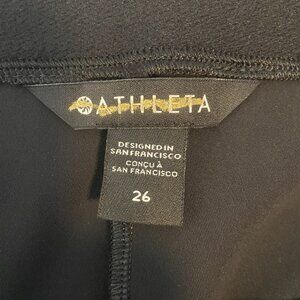 ATHLETA
DESIGNED IN
SAN FRANCISCO
CONÇU À
SAN FRANCISCO
26